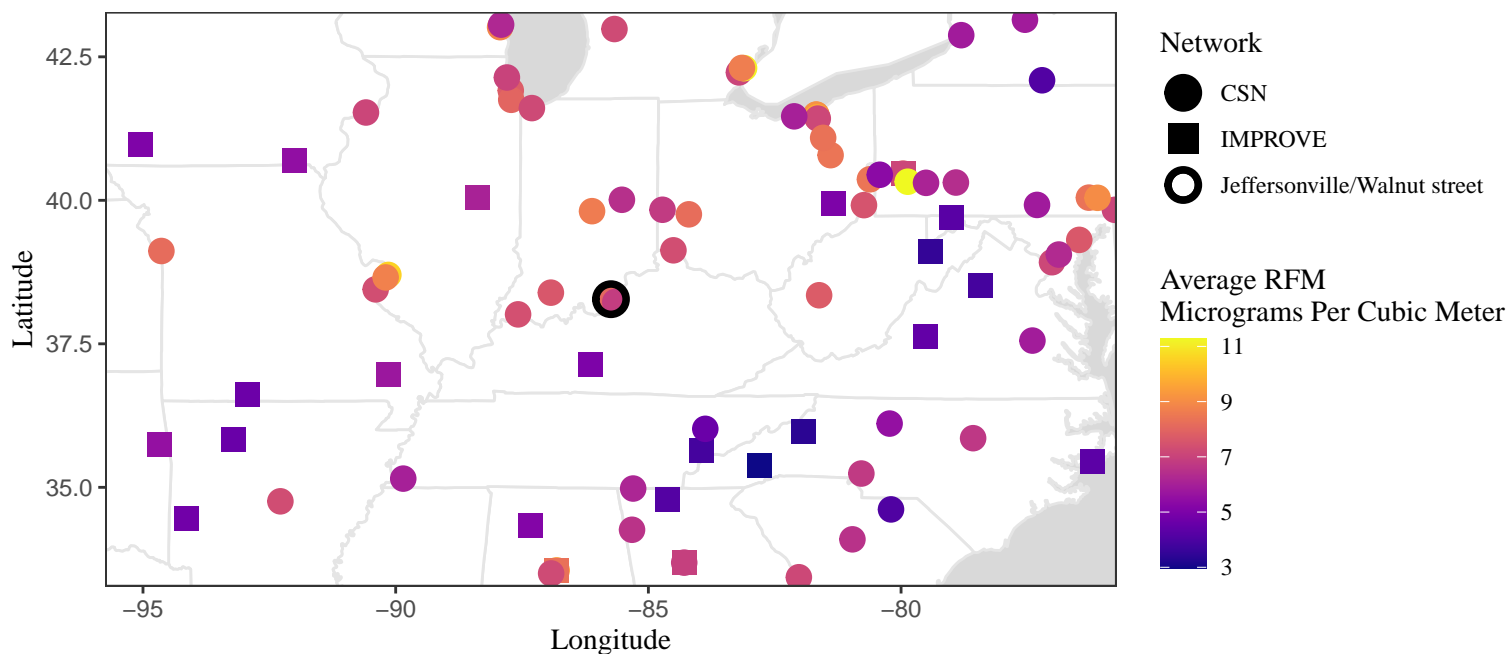 42.5
40.0
37.5
35.0
Latitude
−95
−90
−85
−80
Longitude
Network
CSN
IMPROVE
Jeffersonville/Walnut street
Average RFM
Micrograms Per Cubic Meter
11
9
7
5
3